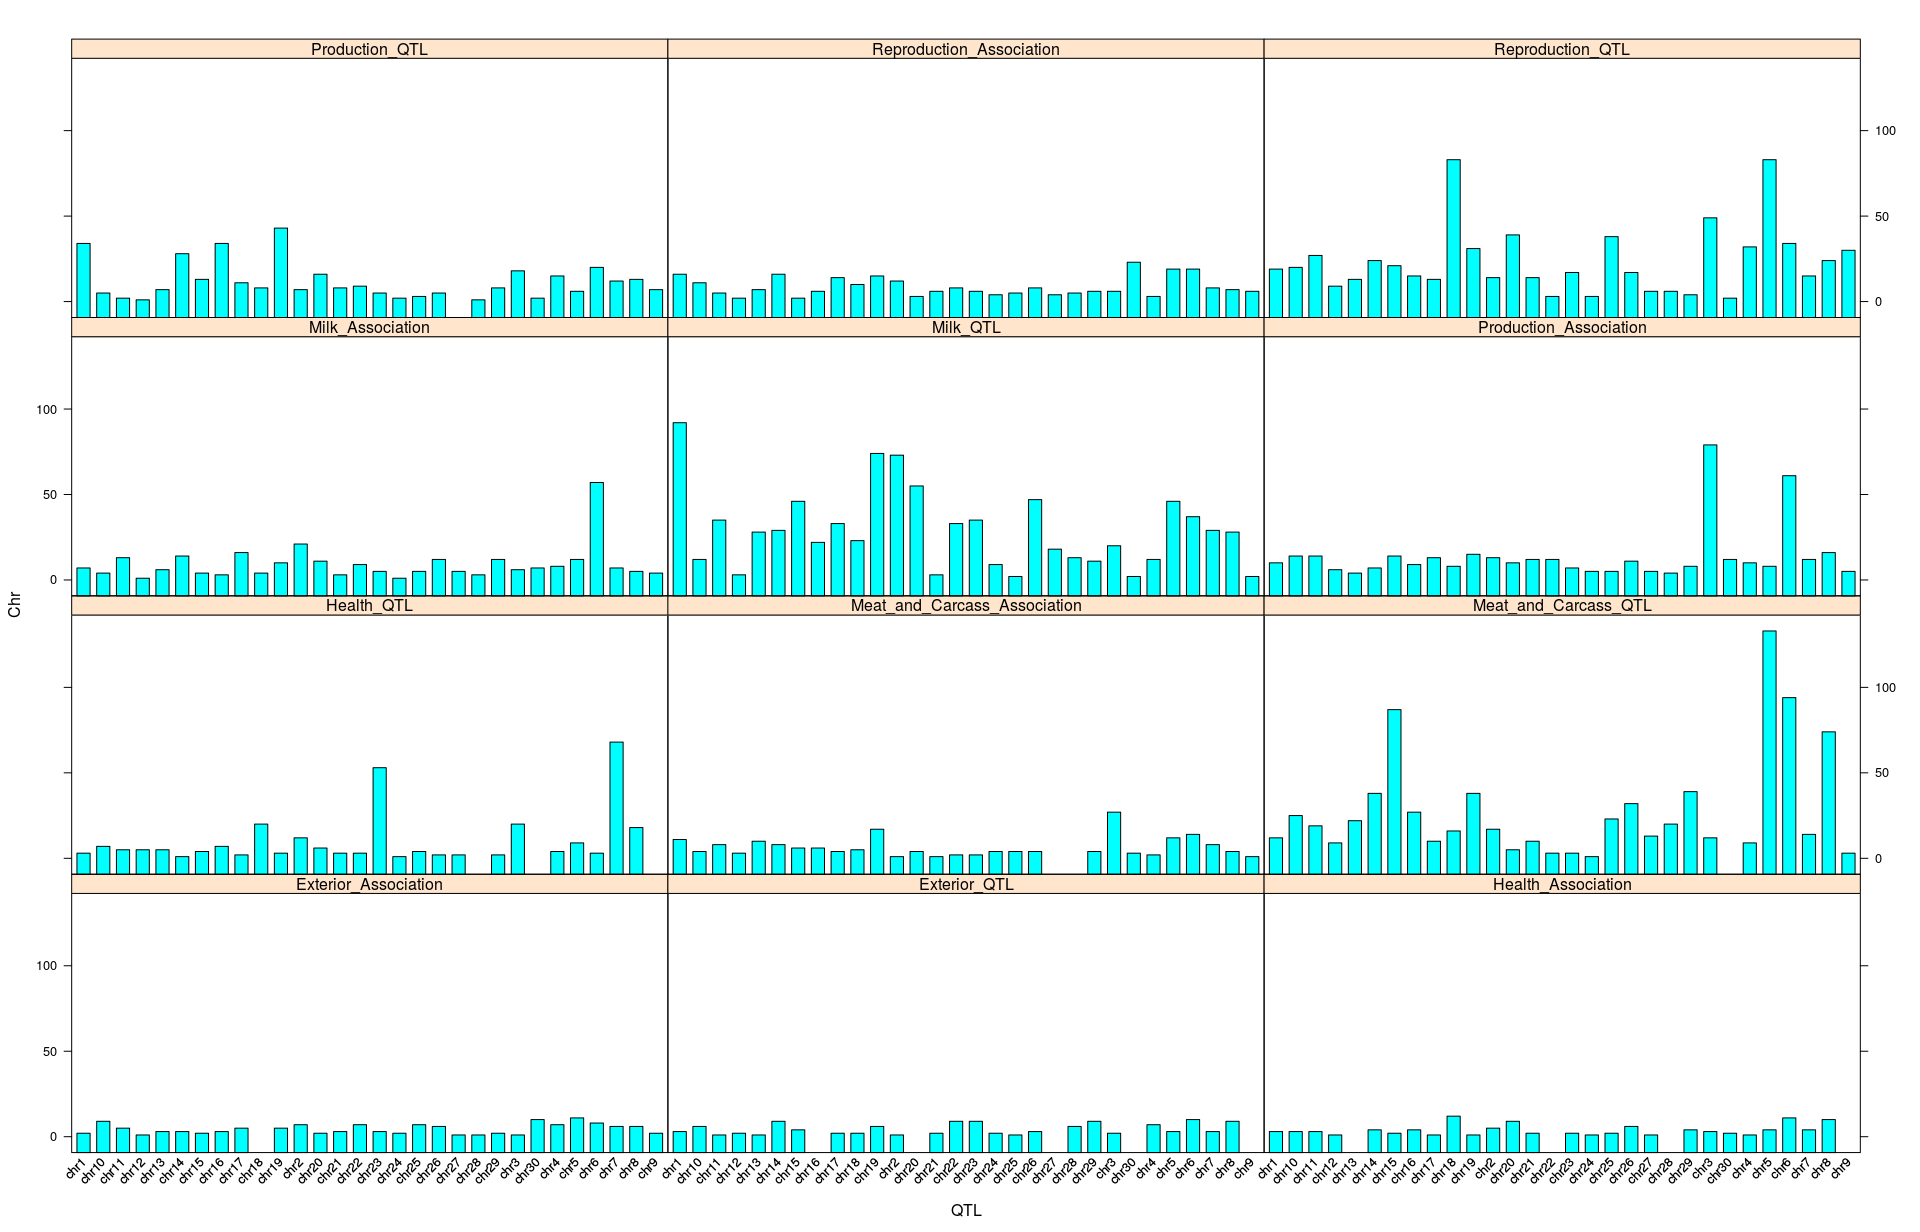 Production_QTL Reproduction_Association Reproduction_QTL
100
50
0
Milk_Association Milk_QTL Production_Association
100
50
0
Health_QTL Meat_and_Carcass_Association Meat_and_Carcass_QTL
100
50
0
Exterior_Association Exterior_QTL Health_Association
100
50
0
Chr
chr1 chr10 chr11 chr12 chr13 chr14 chr15 chr16 chr17 chr18 chr19 chr2 chr20 chr21 chr22 chr23 chr24 chr25 chr26 chr27 chr28 chr29 chr3 chr30 chr4 chr5 chr6 chr7 chr8 chr9 chr1 chr10 chr11 chr12 chr13 chr14 chr15 chr16 chr17 chr18 chr19 chr2 chr20 chr21 chr22 chr23 chr24 chr25 chr26 chr27 chr28 chr29 chr3 chr30 chr4 chr5 chr6 chr7 chr8 chr9 chr1 chr10 chr11 chr12 chr13 chr14 chr15 chr16 chr17 chr18 chr19 chr2 chr20 chr21 chr22 chr23 chr24 chr25 chr26 chr27 chr28 chr29 chr3 chr30 chr4 chr5 chr6 chr7 chr8 chr9
QTL